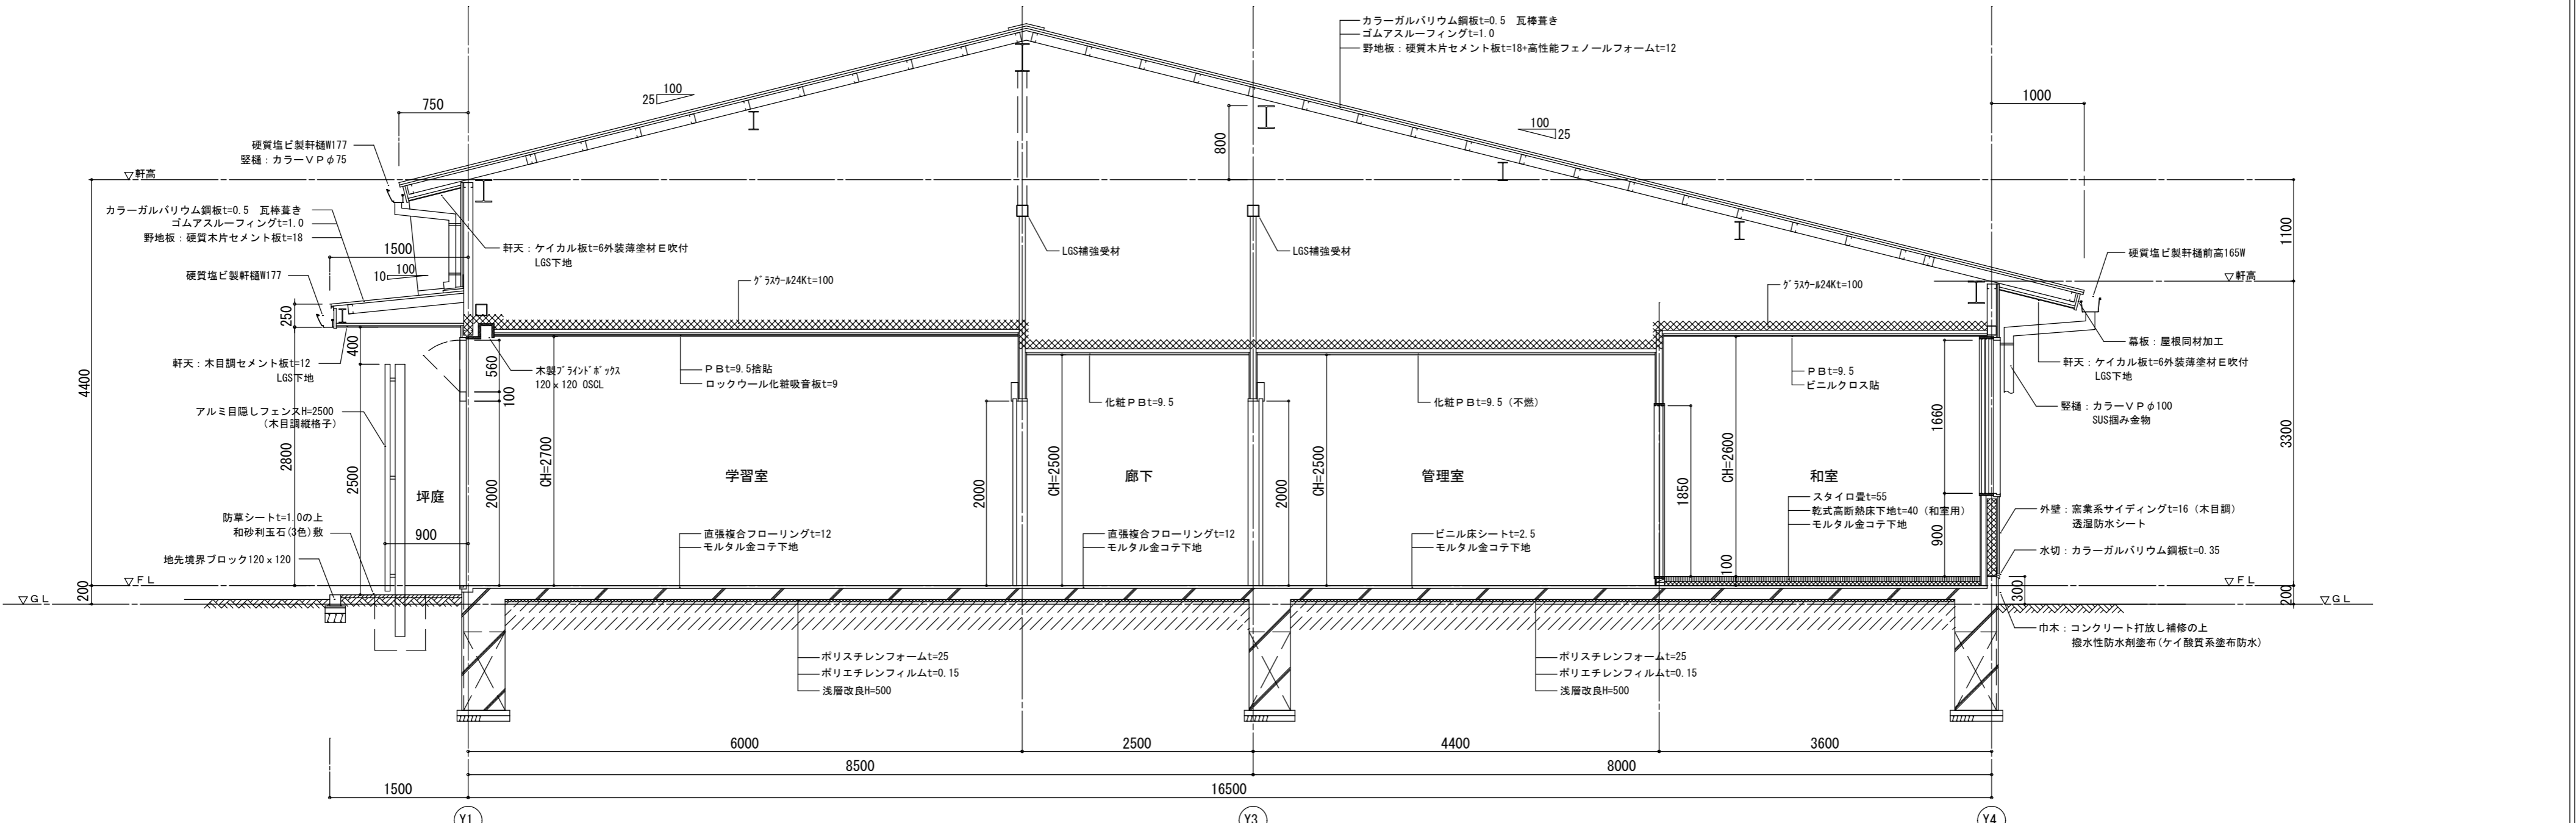 カラーガルバリウム鋼板t=0.5　瓦棒葺き
ゴムアスルーフィングt=1.0
野地板：硬質木片セメント板t=18+高性能フェノールフォームt=12
100
25
100
25
750
1000
800
硬質塩ビ製軒樋W177
竪樋：カラーＶＰφ75
▽軒高
カラーガルバリウム鋼板t=0.5　瓦棒葺き
ゴムアスルーフィングt=1.0
野地板：硬質木片セメント板t=18
1500
10
100
硬質塩ビ製軒樋W177
軒天：ケイカル板t=6外装薄塗材Ｅ吹付
LGS下地
LGS補強受材
LGS補強受材
硬質塩ビ製軒樋前高165W
▽軒高
1100
ｸﾞﾗｽｳｰﾙ24Kt=100
ｸﾞﾗｽｳｰﾙ24Kt=100
250
400
軒天：木目調セメント板t=12
LGS下地
560
100
木製ﾌﾞﾗｲﾝﾄﾞﾎﾞｯｸｽ
120ｘ120 OSCL
ＰＢt=9.5捨貼
ロックウール化粧吸音板t=9
化粧ＰＢt=9.5
化粧ＰＢt=9.5（不燃）
ＰＢt=9.5
ビニルクロス貼
幕板：屋根同材加工
軒天：ケイカル板t=6外装薄塗材Ｅ吹付
LGS下地
竪樋：カラーＶＰφ100
SUS掴み金物
4400
アルミ目隠しフェンスH=2500
（木目調縦格子）
2800
2500
2000
CH=2700
2000
CH=2500
2000
CH=2500
1850
CH=2600
1660
3300
坪庭
学習室
廊下
管理室
和室
900
防草シートt=1.0の上
和砂利玉石(3色)敷
地先境界ブロック120ｘ120
直張複合フローリングt=12
モルタル金コテ下地
直張複合フローリングt=12
モルタル金コテ下地
ビニル床シートt=2.5
モルタル金コテ下地
スタイロ畳t=55
乾式高断熱床下地t=40（和室用）
モルタル金コテ下地
100
900
外壁：窯業系サイディングt=16（木目調）
透湿防水シート
水切：カラーガルバリウム鋼板t=0.35
▽ＦＬ
▽ＦＬ
200
▽ＧＬ
300
200
▽ＧＬ
巾木：コンクリート打放し補修の上
撥水性防水剤塗布(ケイ酸質系塗布防水)
ポリスチレンフォームt=25
ポリエチレンフィルムt=0.15
浅層改良H=500
ポリスチレンフォームt=25
ポリエチレンフィルムt=0.15
浅層改良H=500
6000
2500
4400
3600
8500
8000
1500
16500
Y1
Y3
Y4